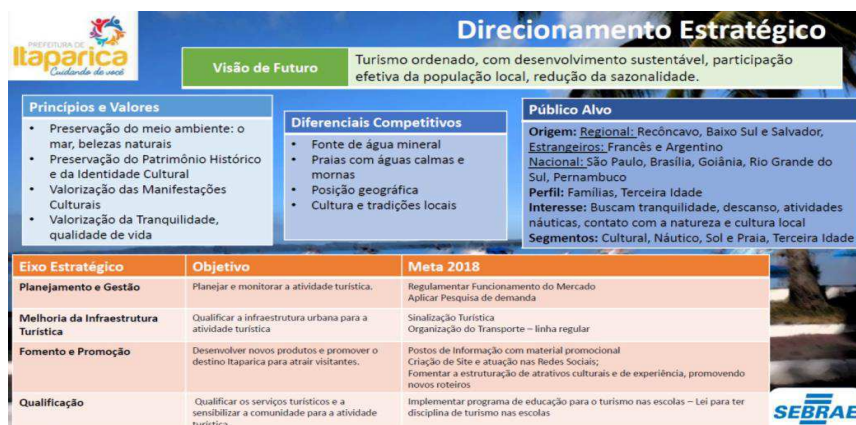 PREFEITURA DE
Itaparica
Cuidando de você
Direcionamento Estratégico
Visão de Futuro
Turismo ordenado, com desenvolvimento sustentável, participação
efetiva da população local, redução da sazonalidade.
Princípios e Valores
• Preservação do meio ambiente: o
mar, belezas naturais
• Preservação do Patrimônio Histórico
e da Identidade Cultural
• Valorização das Manifestações
Culturais
• Valorização da Tranquilidade,
qualidade de vida
Diferenciais Competitivos
• Fonte de água mineral
• Praias com águas calmas e
mornas
• Posição geográfica
• Cultura e tradições locais
Público Alvo
Origem: Regional: Recôncavo, Baixo Sul e Salvador,
Estrangeiros: Francês e Argentino
Nacional: São Paulo, Brasília, Goiânia, Rio Grande do
Sul, Pernambuco
Perfil: Famílias, Terceira Idade
Interesse: Buscam tranquilidade, descanso, atividades
náuticas, contato com a natureza e cultura local
Segmentos: Cultural, Náutico, Sol e Praia, Terceira Idade
Eixo Estratégico
Objetivo
Meta 2018
Planejamento e Gestão
Planejar e monitorar a atividade turística.
Regulamentar Funcionamento do Mercado
Aplicar Pesquisa de demanda
Melhoria da Infraestrutura
Turística
Qualificar a infraestrutura urbana para a
atividade turística
Sinalização Turística
Organização do Transporte – linha regular
Fomento e Promoção
Desenvolver novos produtos e promover o
destino Itaparica para atrair visitantes.
Postos de Informação com material promocional
Criação de Site e atuação nas Redes Sociais;
Fomentar a estruturação de atrativos culturais e de experiência, promovendo
novos roteiros
Qualificação
Qualificar os serviços turísticos e a
sensibilizar a comunidade para a atividade
turística
Implementar programa de educação para o turismo nas escolas – Lei para ter
disciplina de turismo nas escolas
SEBRAE